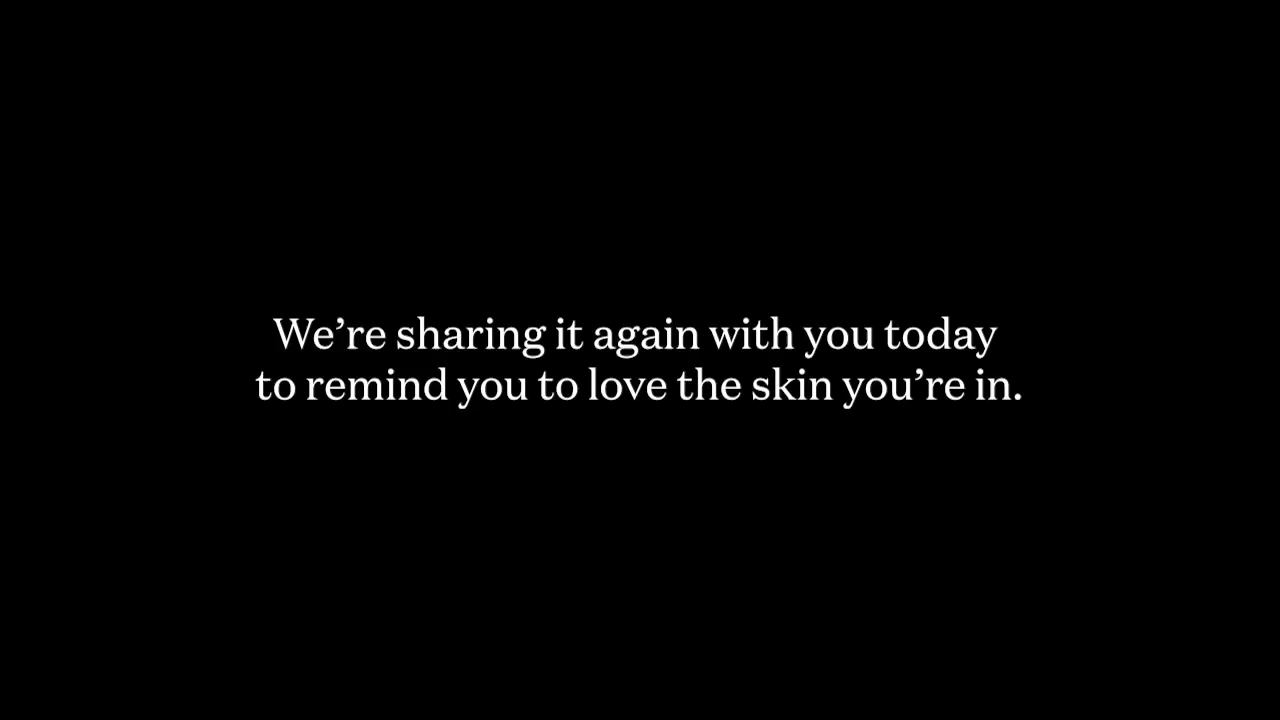 We’re sharing it again with you today
to remind you to love the skin you’re in.